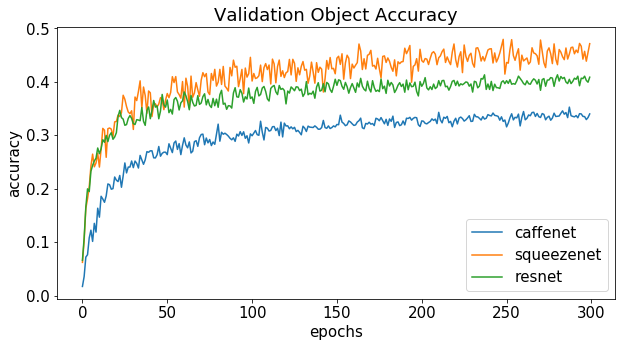 Validation Object Accuracy
accuracy
0.5
0.4
0.3
0.2
0.1
0.0
0 50 100 150 200 250 300
epochs
caffenet
squeezenet
resnet